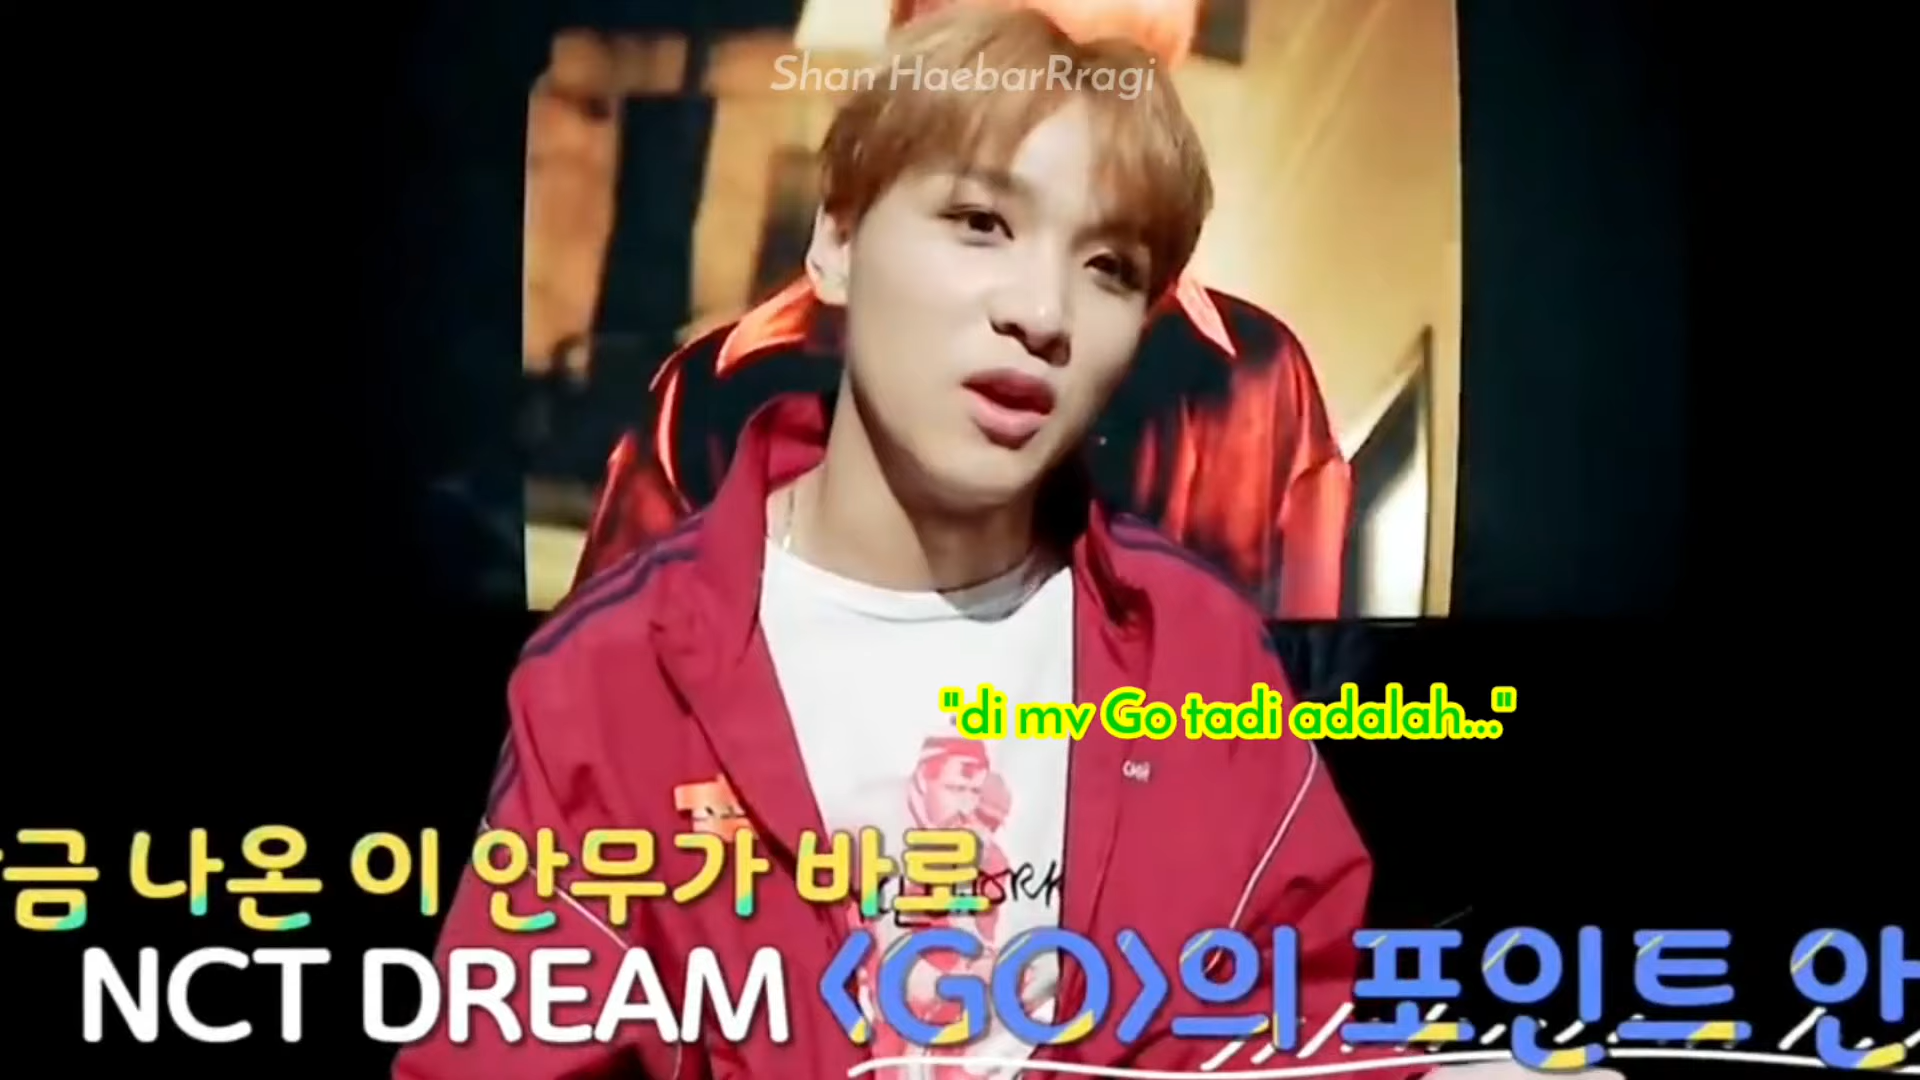 Shan HaebarRragi
"di mv Go tadi adalah..."
금 나온 이 안무가 바로
NCT DREAM <GO>의 포인트 안